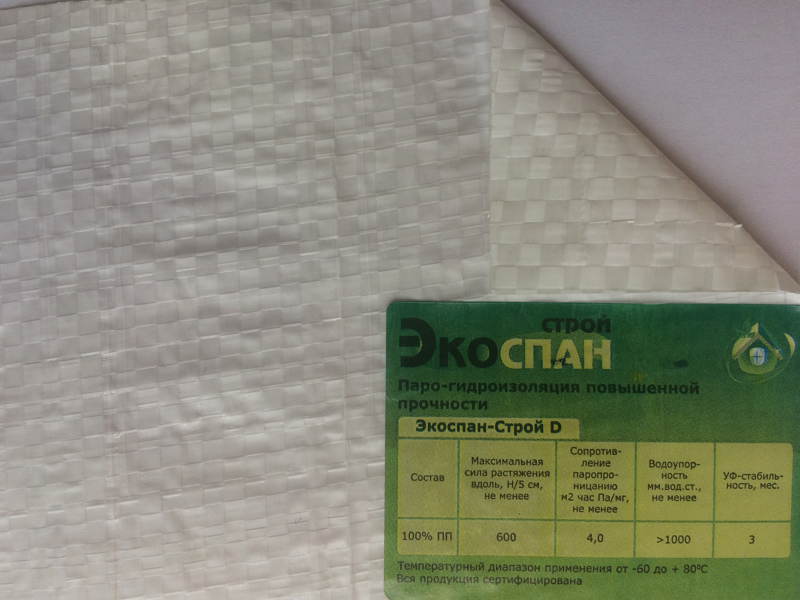 строй
Экоспан
Паро-гидроизоляция повышенной
прочности
Экоспан-Строй D
Состав
Максимальная
сила растяжения
вдоль, Н/5 см,
не менее
Сопротив-
ление
паропро-
ницанию
м2 час Па/мг,
не менее
Водоупор-
ность
мм.вод.ст.,
не менее
УФ-стабиль-
ность, мес.
100% ПП
600
4,0
>1000
3
Температурный диапазон применения от -60 до + 80⁰С
Вся продукция сертифицирована